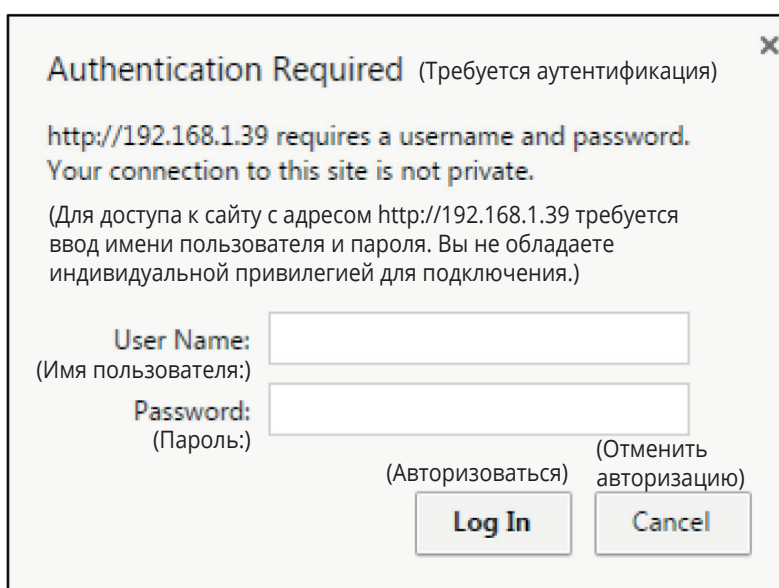 Authentication Required (Требуется аутентификация)
http://192.168.1.39 requires a username and password.
Your connection to this site is not private.
(Для доступа к сайту с адресом http://192.168.1.39 требуется
ввод имени пользователя и пароля. Вы не обладаете
индивидуальной привилегией для подключения.)
User Name:
(Имя пользователя:)
Password:
(Пароль:)
(Авторизоваться)
(Отменить
авторизацию)
Log In
Cancel